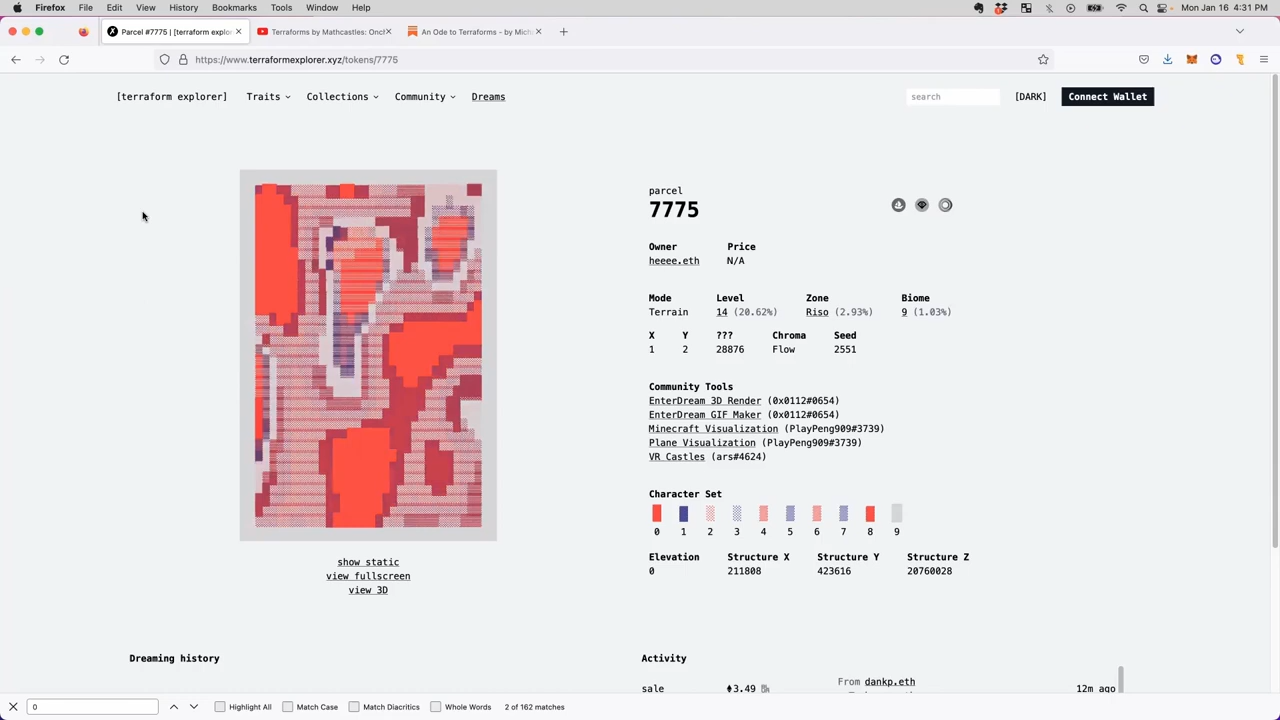 Firefox File Edit View History Bookmarks Tools Window Help Mon Jan 16 4:31 PM
Parcel #7775 | [terraform explor
Terraforms by Mathcastles: Oncl
An Ode to Terraforms - by Mich
https://www.terraformexplorer.xyz/tokens/7775
[terraform explorer] Traits Collections Community Dreams search [DARK] Connect Wallet
parcel
7775
Owner Price
heeee.eth N/A
Mode Level Zone Biome
Terrain 14 (20.62%) Riso (2.93%) 9 (1.03%)
X Y ??? Chroma Seed
1 2 28876 Flow 2551
Community Tools
EnterDream 3D Render (0x0112#0654)
EnterDream GIF Maker (0x0112#0654)
Minecraft Visualization (PlayPeng909#3739)
Plane Visualization (PlayPeng909#3739)
VR Castles (ars#4624)
Character Set
0 1 2 3 4 5 6 7 8 9
Elevation Structure X Structure Y Structure Z
0 211808 423616 20760028
show static
view fullscreen
view 3D
Dreaming history
Activity
sale 3.49 From dankp.eth 12m ago
0 Highlight All Match Case Match Diacritics Whole Words 2 of 162 matches